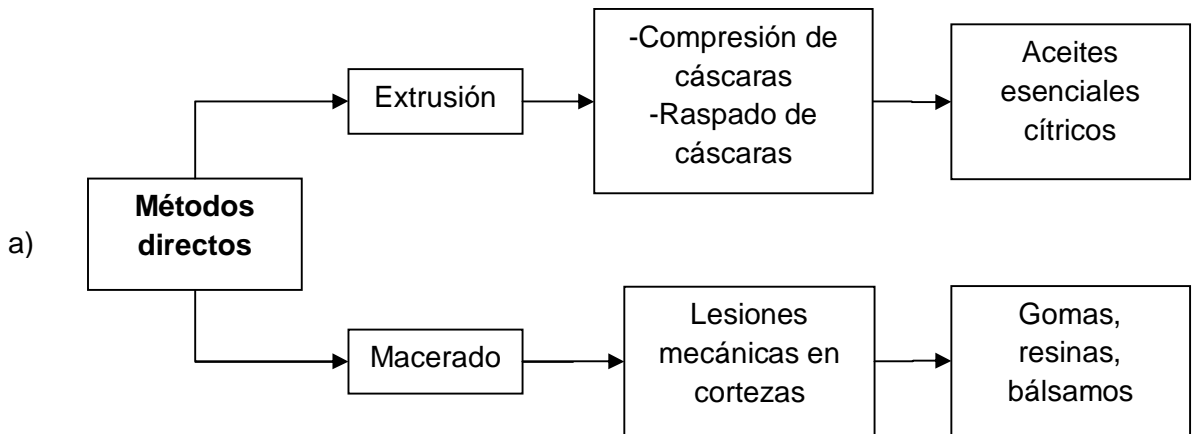 a)
Métodos
directos
Extrusión
-Compresión de
cáscaras
-Raspado de
cáscaras
Aceites
esenciales
cítricos
Macerado
Lesiones
mecánicas en
cortezas
Gomas,
resinas,
bálsamos